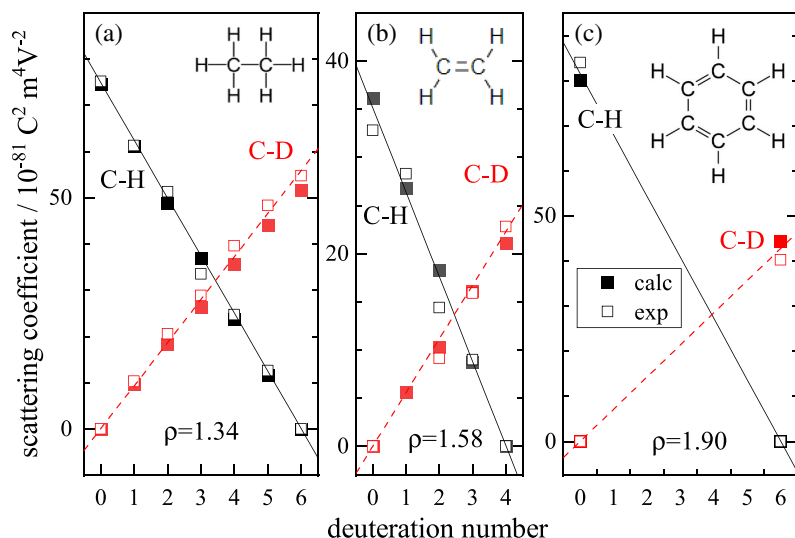 scattering coefficient / 10⁻⁸¹ C² m⁴V⁻²
(a)
H H
H C C H
H H
C-H
C-D
ρ=1.34
50
0
0 1 2 3 4 5 6
(b)
H H
C=C
H H
C-D
C-H
ρ=1.58
40
20
0
0 1 2 3 4
(c)
H
H C H
C C
C C
H C H
H
C-H
C-D
calc
exp
ρ=1.90
50
0
0 1 2 3 4 5 6
deuteration number